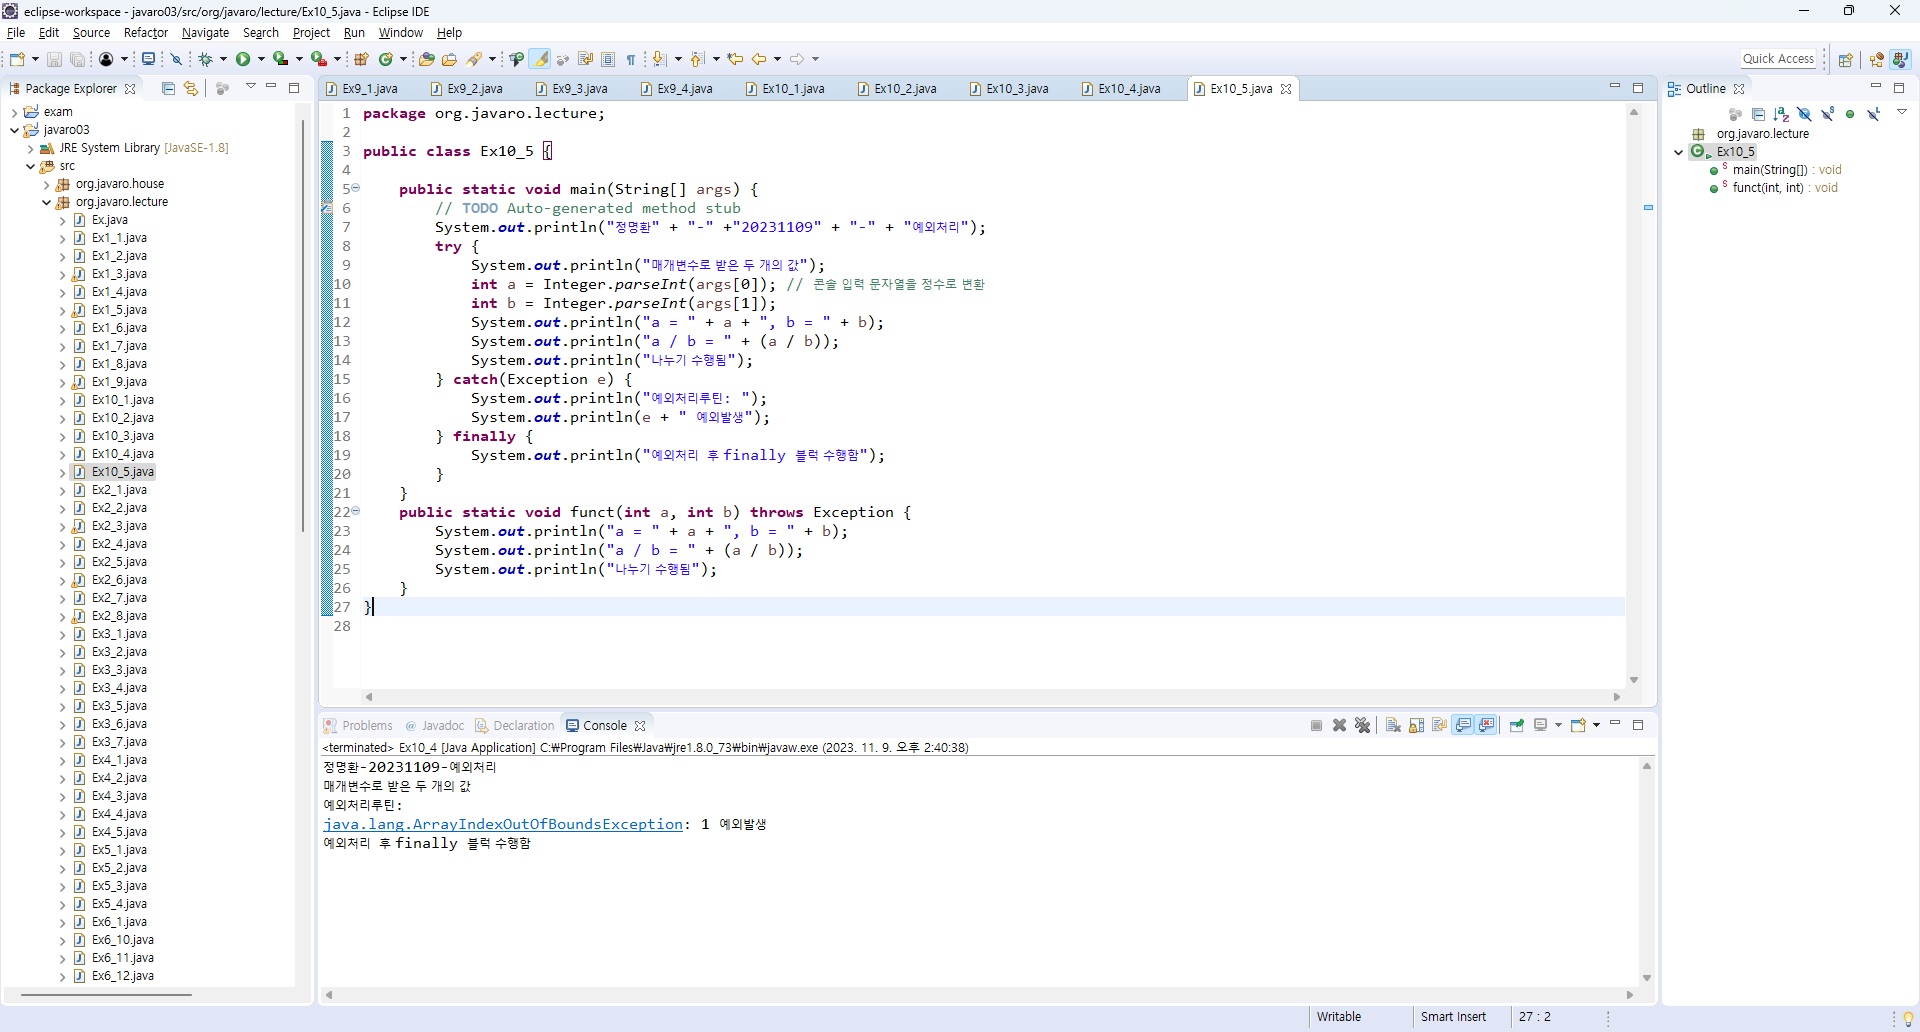 eclipse-workspace - javaro03/src/org/javaro/lecture/Ex10_5.java - Eclipse IDE
File Edit Source Refactor Navigate Search Project Run Window Help
Quick Access
Package Explorer
exam
javaro03
JRE System Library [JavaSE-1.8]
src
org.javaro.house
org.javaro.lecture
Ex.java
Ex1_1.java
Ex1_2.java
Ex1_3.java
Ex1_4.java
Ex1_5.java
Ex1_6.java
Ex1_7.java
Ex1_8.java
Ex1_9.java
Ex10_1.java
Ex10_2.java
Ex10_3.java
Ex10_4.java
Ex10_5.java
Ex2_1.java
Ex2_2.java
Ex2_3.java
Ex2_4.java
Ex2_5.java
Ex2_6.java
Ex2_7.java
Ex2_8.java
Ex3_1.java
Ex3_2.java
Ex3_3.java
Ex3_4.java
Ex3_5.java
Ex3_6.java
Ex3_7.java
Ex4_1.java
Ex4_2.java
Ex4_3.java
Ex4_4.java
Ex4_5.java
Ex5_1.java
Ex5_2.java
Ex5_3.java
Ex5_4.java
Ex6_1.java
Ex6_10.java
Ex6_11.java
Ex6_12.java
Ex9_1.java Ex9_2.java Ex9_3.java Ex9_4.java Ex10_1.java Ex10_2.java Ex10_3.java Ex10_4.java Ex10_5.java
1 package org.javaro.lecture;
2
3 public class Ex10_5 {
4
5 public static void main(String[] args) {
6 // TODO Auto-generated method stub
7 System.out.println("정명환" + "-" +"20231109" + "-" + "예외처리");
8 try {
9 System.out.println("매개변수로 받은 두 개의 값");
10 int a = Integer.parseInt(args[0]); // 콘솔 입력 문자열을 정수로 변환
11 int b = Integer.parseInt(args[1]);
12 System.out.println("a = " + a + ", b = " + b);
13 System.out.println("a / b = " + (a / b));
14 System.out.println("나누기 수행됨");
15 } catch(Exception e) {
16 System.out.println("예외처리루틴: ");
17 System.out.println(e + " 예외발생");
18 } finally {
19 System.out.println("예외처리 후 finally 블럭 수행함");
20 }
21 }
22 public static void funct(int a, int b) throws Exception {
23 System.out.println("a = " + a + ", b = " + b);
24 System.out.println("a / b = " + (a / b));
25 System.out.println("나누기 수행됨");
26 }
27 }
28
Problems @ Javadoc Declaration Console
<terminated> Ex10_4 [Java Application] C:₩Program Files₩Java₩jre1.8.0_73₩bin₩javaw.exe (2023. 11. 9. 오후 2:40:38)
정명환-20231109-예외처리
매개변수로 받은 두 개의 값
예외처리루틴:
java.lang.ArrayIndexOutOfBoundsException: 1 예외발생
예외처리 후 finally 블럭 수행함
Outline
org.javaro.lecture
Ex10_5
main(String[]) : void
funct(int, int) : void
Writable Smart Insert 27 : 2